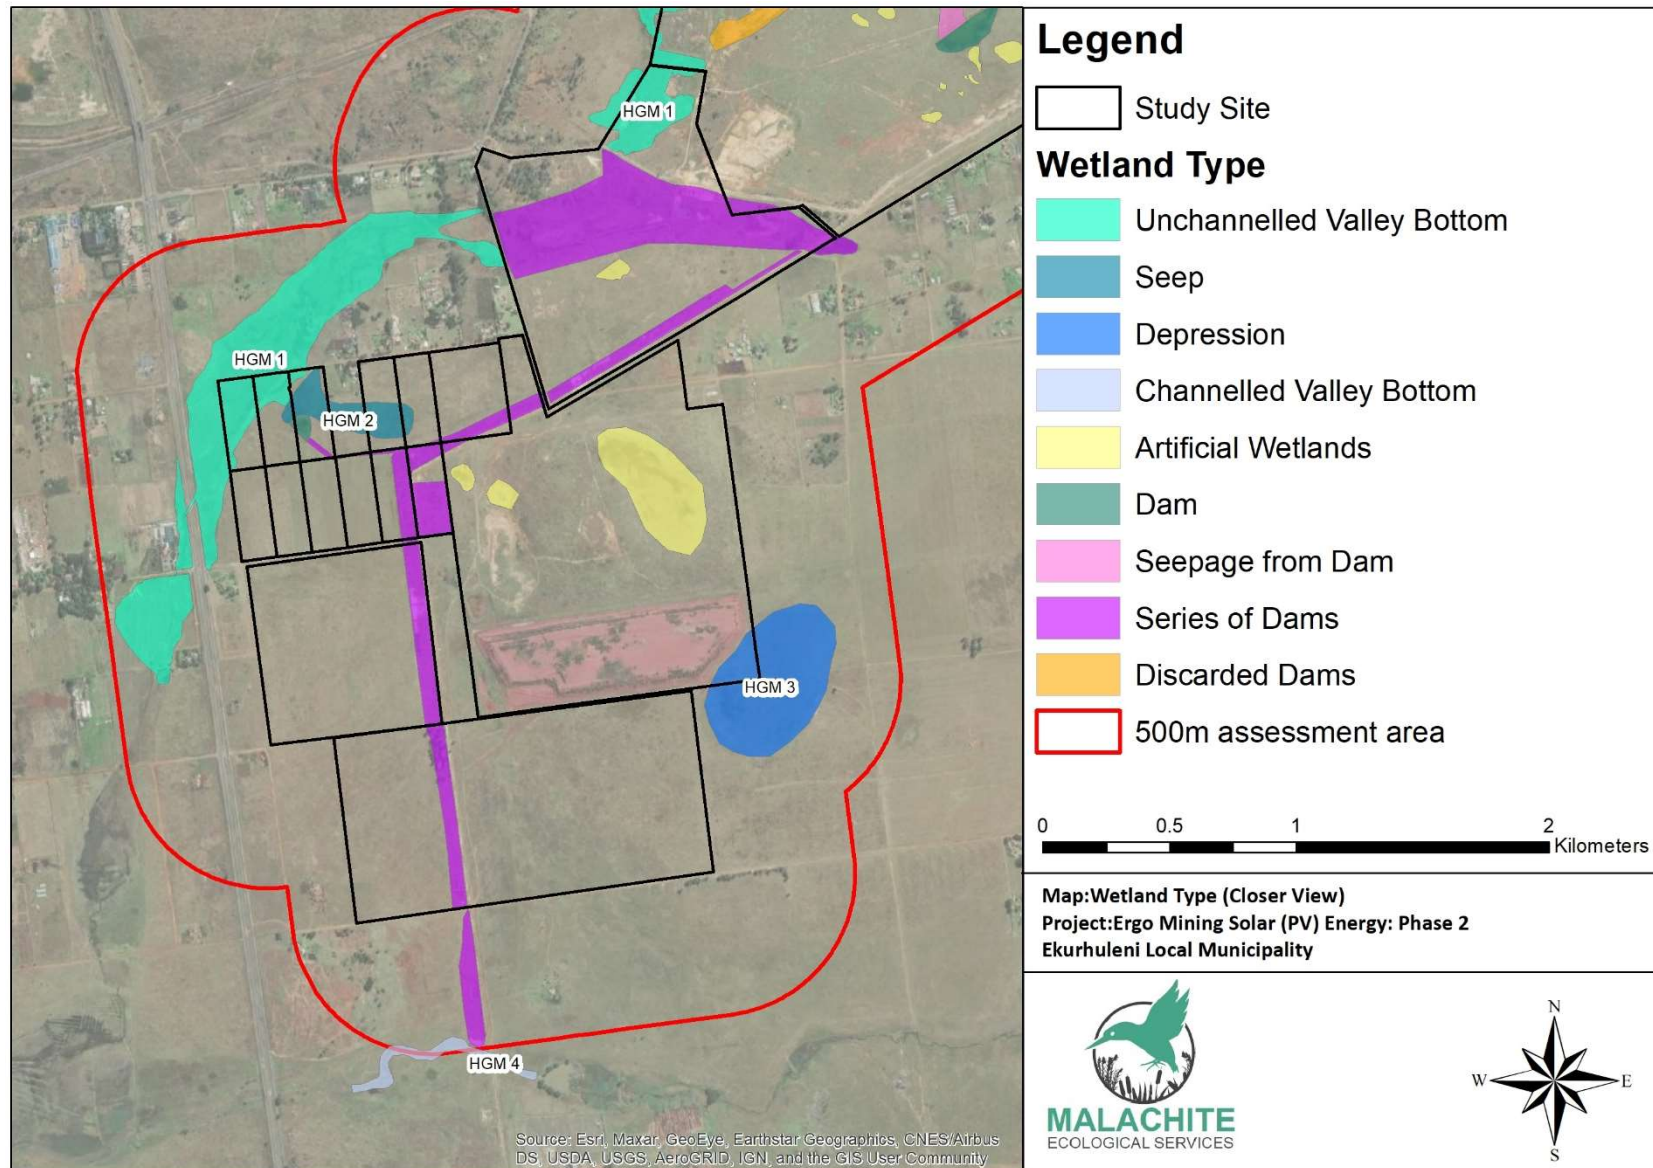 HGM 1
HGM 1
HGM 2
HGM 3
HGM 4
Source: Esri, Maxar, GeoEye, Earthstar Geographics, CNES/Airbus
DS, USDA, USGS, AeroGRID, IGN, and the GIS User Community
Legend
Study Site
Wetland Type
Unchannelled Valley Bottom
Seep
Depression
Channelled Valley Bottom
Artificial Wetlands
Dam
Seepage from Dam
Series of Dams
Discarded Dams
500m assessment area
0 0.5 1 2
Kilometers
Map:Wetland Type (Closer View)
Project:Ergo Mining Solar (PV) Energy: Phase 2
Ekurhuleni Local Municipality
MALACHITE
ECOLOGICAL SERVICES
N
W E
S